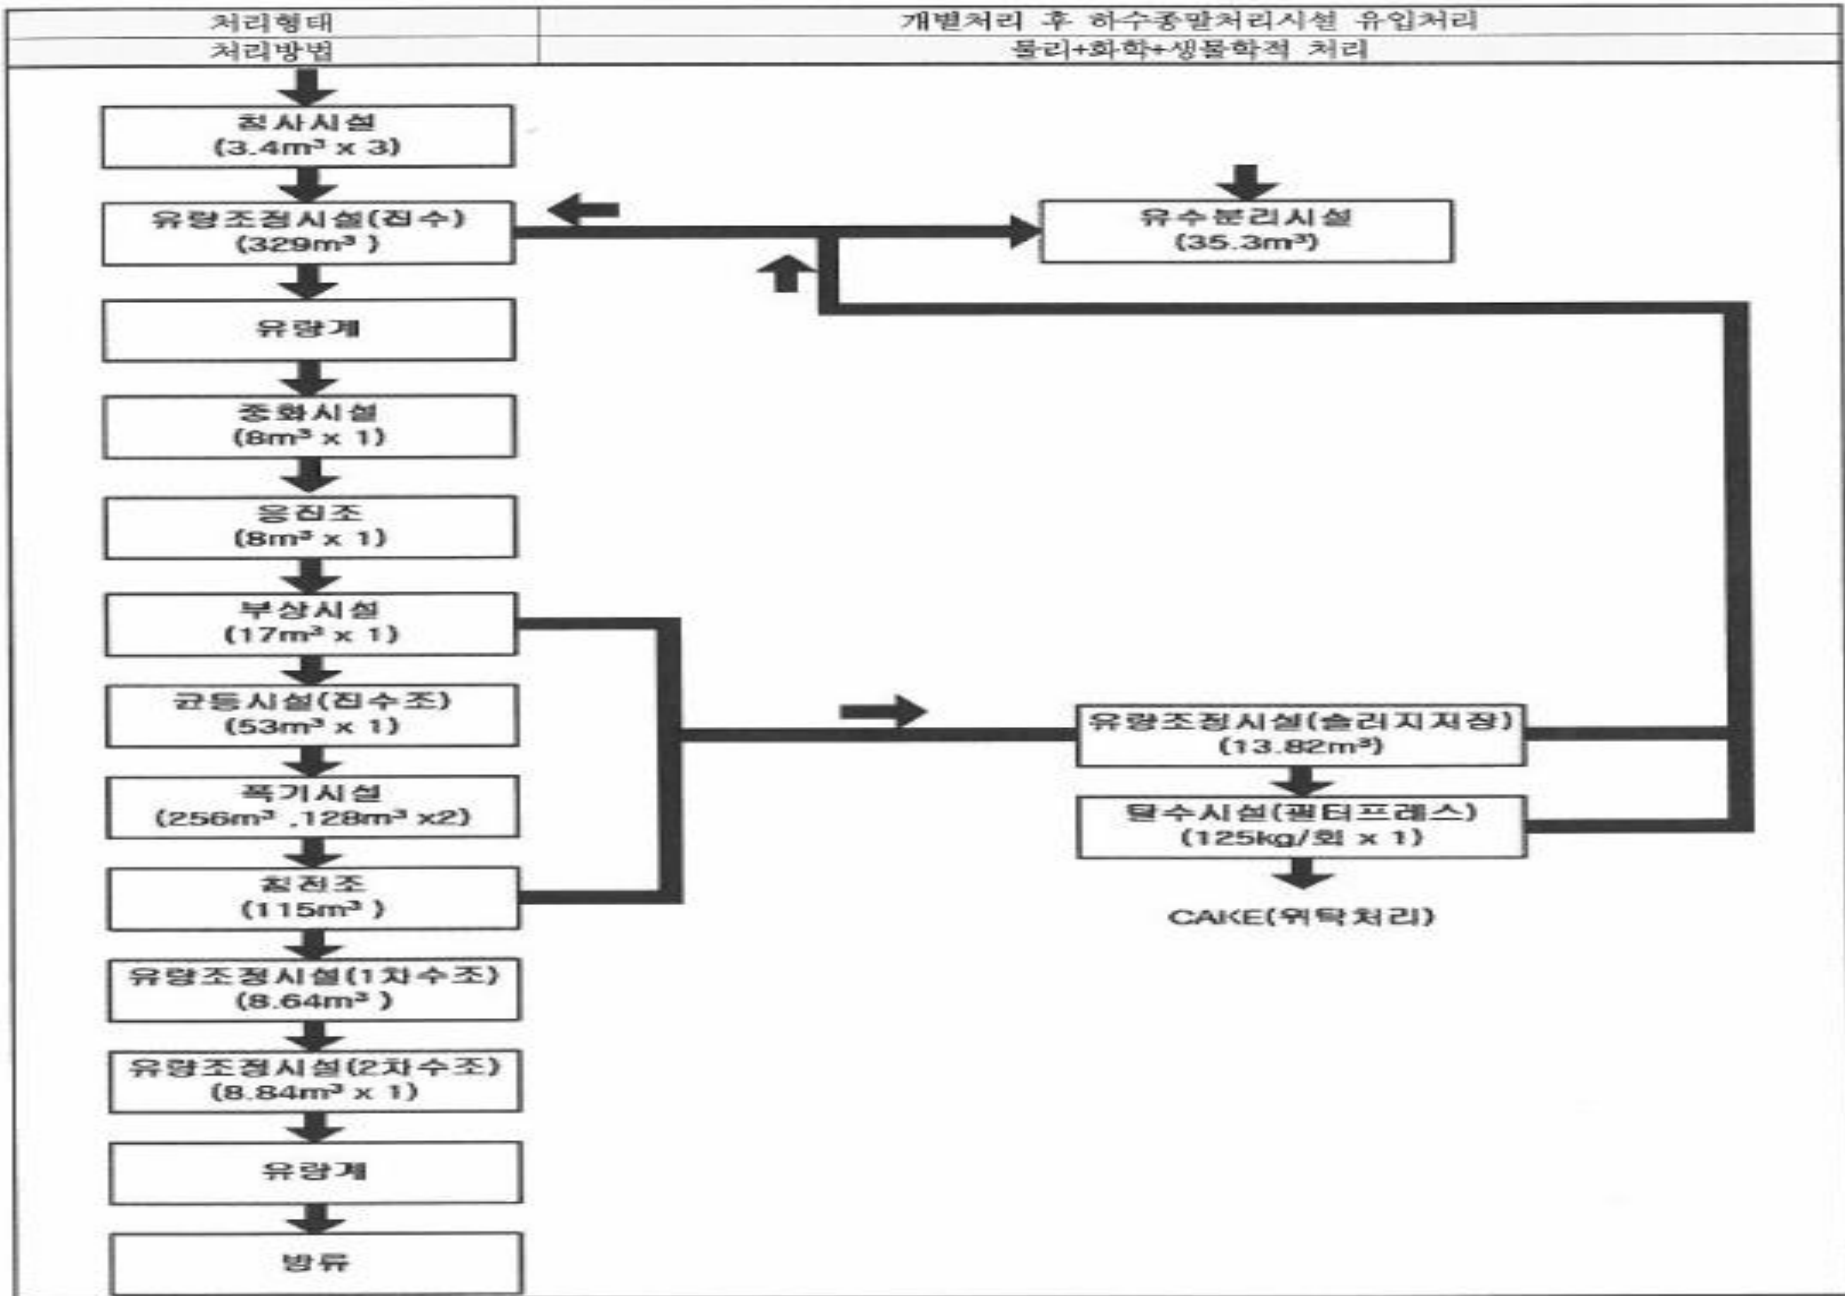 처리형태
개별처리 후 하수종말처리시설 유입처리
처리방법
물리+화학+생물학적 처리
침사시설
(3.4m³ x 3)
유량조정시설(집수)
(329m³ )
유수분리시설
(35.3m³)
유량계
중화시설
(8m³ x 1)
응집조
(8m³ x 1)
부상시설
(17m³ x 1)
균등시설(집수조)
(53m³ x 1)
유량조정시설(슬러지저장)
(13.82m³)
폭기시설
(256m³ ,128m³ x2)
탈수시설(필터프레스)
(125kg/회 x 1)
침전조
(115m³ )
CAKE(위탁처리)
유량조정시설(1차수조)
(8.64m³ )
유량조정시설(2차수조)
(8.84m³ x 1)
유량계
방류